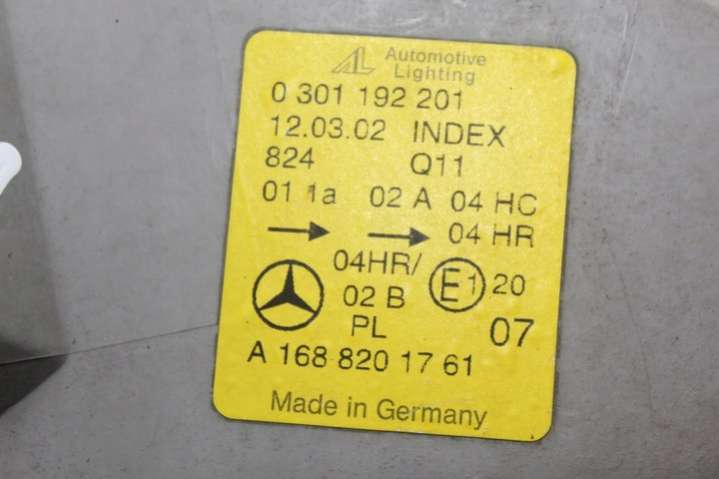 AL Automotive
Lighting
0 301 192 201
12.03.02 INDEX
824 Q11
01 1a 02 A 04 HC
→ → 04 HR
04HR/ E1 20
02 B
PL 07
A 168 820 17 61
Made in Germany